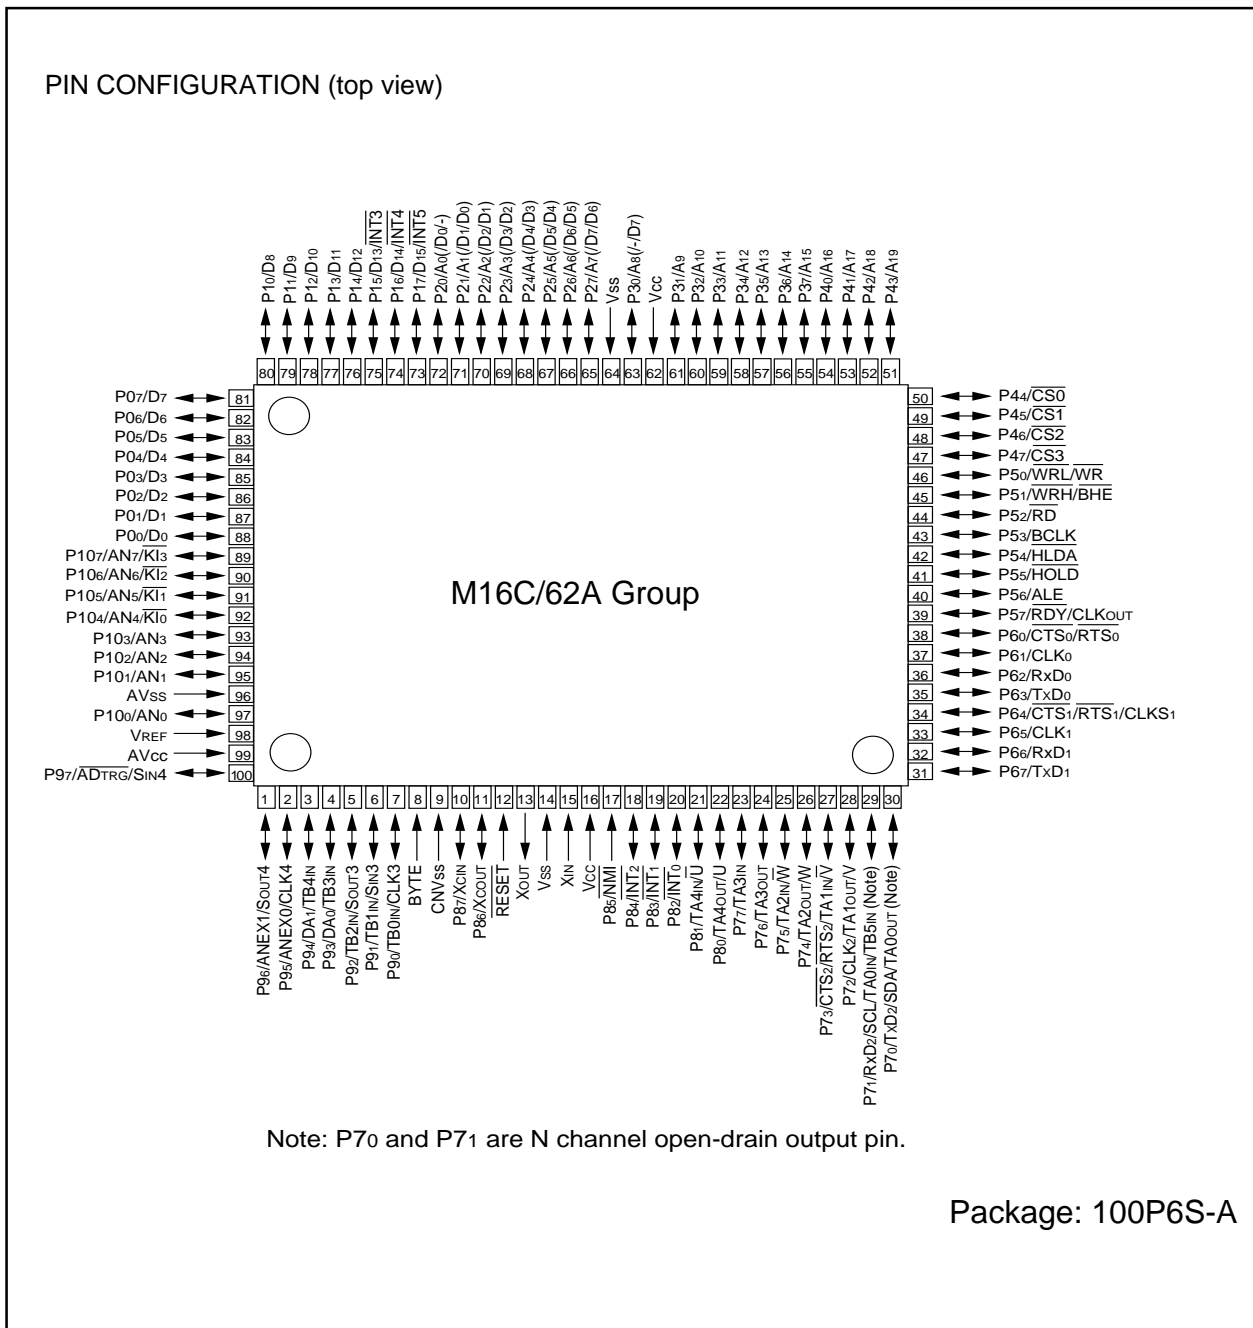 PIN CONFIGURATION (top view)
P10/D8
P11/D9
P12/D10
P13/D11
P14/D12
P15/D13/INT3
P16/D14/INT4
P17/D15/INT5
P20/A0(/D0/-)
P21/A1(/D1/D0)
P22/A2(/D2/D1)
P23/A3(/D3/D2)
P24/A4(/D4/D3)
P25/A5(/D5/D4)
P26/A6(/D6/D5)
P27/A7(/D7/D6)
Vss
P30/A8(/-/D7)
Vcc
P31/A9
P32/A10
P33/A11
P34/A12
P35/A13
P36/A14
P37/A15
P40/A16
P41/A17
P42/A18
P43/A19
80 79 78 77 76 75 74 73 72 71 70 69 68 67 66 65 64 63 62 61 60 59 58 57 56 55 54 53 52 51
P07/D7 81
P06/D6 82
P05/D5 83
P04/D4 84
P03/D3 85
P02/D2 86
P01/D1 87
P00/D0 88
P107/AN7/KI3 89
P106/AN6/KI2 90
P105/AN5/KI1 91
P104/AN4/KI0 92
P103/AN3 93
P102/AN2 94
P101/AN1 95
AVss 96
P100/AN0 97
VREF 98
AVcc 99
P97/ADTRG/SIN4 100
M16C/62A Group
50 P44/CS0
49 P45/CS1
48 P46/CS2
47 P47/CS3
46 P50/WRL/WR
45 P51/WRH/BHE
44 P52/RD
43 P53/BCLK
42 P54/HLDA
41 P55/HOLD
40 P56/ALE
39 P57/RDY/CLKOUT
38 P60/CTS0/RTS0
37 P61/CLK0
36 P62/RxD0
35 P63/TxD0
34 P64/CTS1/RTS1/CLKS1
33 P65/CLK1
32 P66/RxD1
31 P67/TxD1
1 2 3 4 5 6 7 8 9 10 11 12 13 14 15 16 17 18 19 20 21 22 23 24 25 26 27 28 29 30
P96/ANEX1/SOUT4
P95/ANEX0/CLK4
P94/DA1/TB4IN
P93/DA0/TB3IN
P92/TB2IN/SOUT3
P91/TB1IN/SIN3
P90/TB0IN/CLK3
BYTE
CNVss
P87/XCIN
P86/XCOUT
RESET
XOUT
Vss
XIN
Vcc
P85/NMI
P84/INT2
P83/INT1
P82/INT0
P81/TA4IN/U
P80/TA4OUT/U
P77/TA3IN
P76/TA3OUT
P75/TA2IN/W
P74/TA2OUT/W
P73/CTS2/RTS2/TA1IN/V
P72/CLK2/TA1OUT/V
P71/RxD2/SCL/TA0IN/TB5IN (Note)
P70/TxD2/SDA/TA0OUT (Note)
Note: P70 and P71 are N channel open-drain output pin.
Package: 100P6S-A